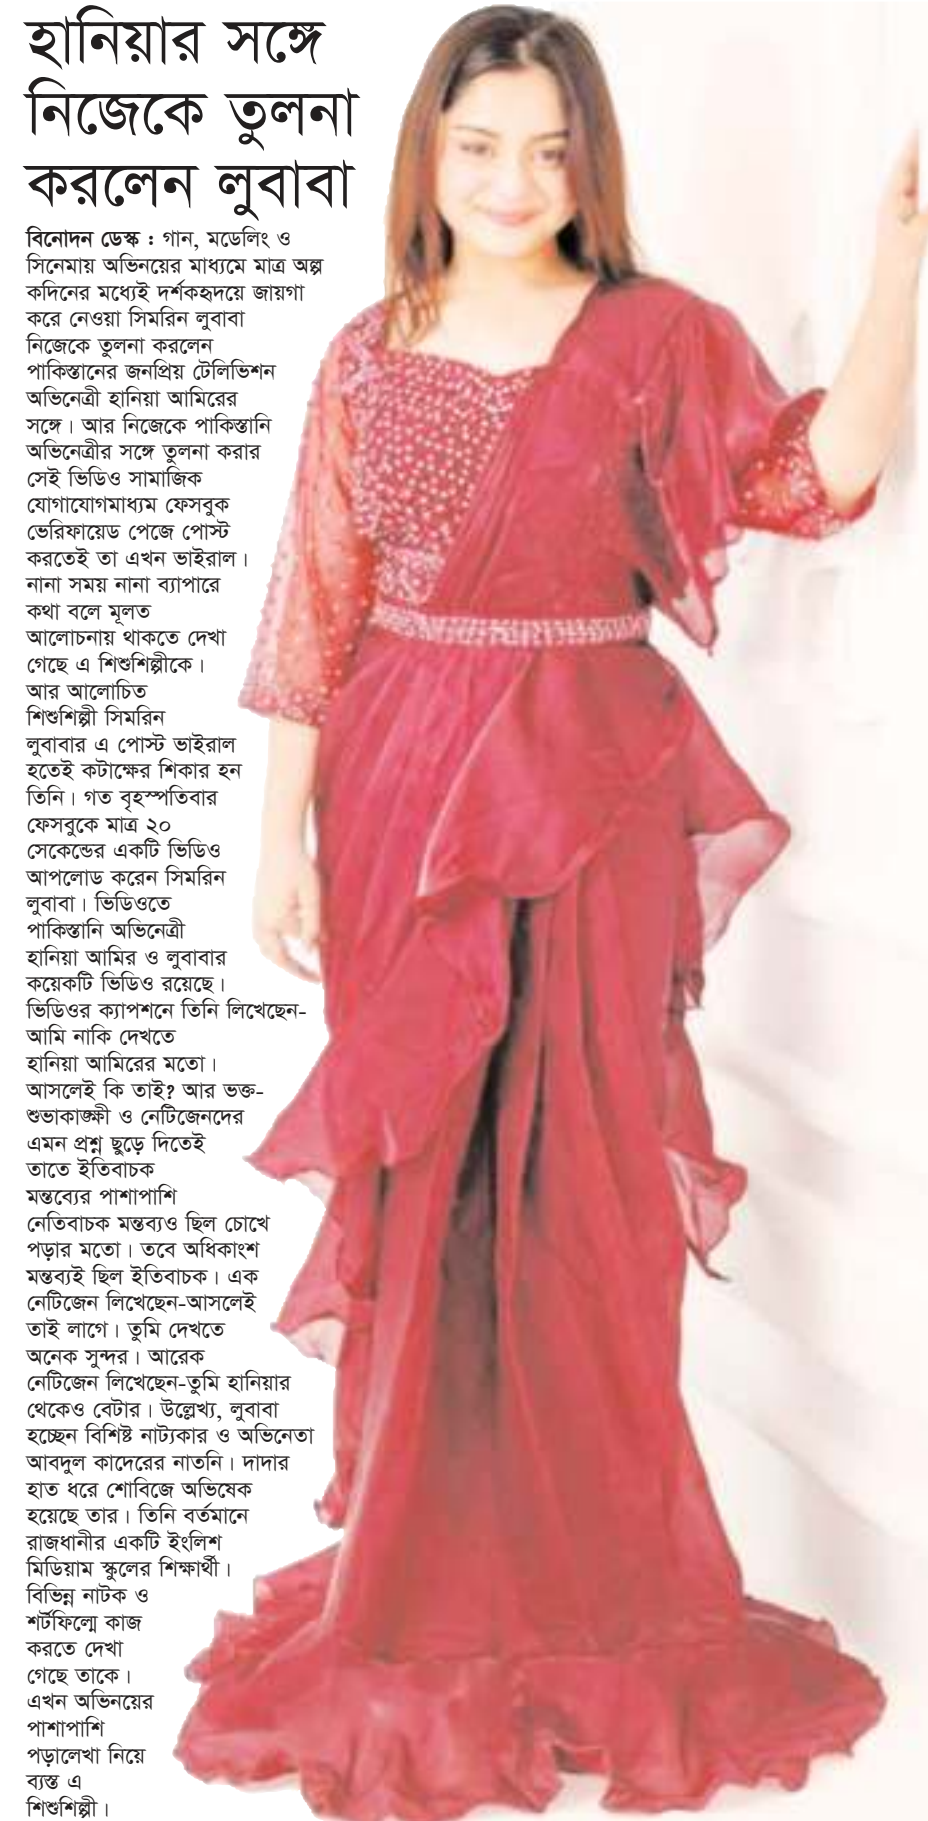 হানিয়ার সঙ্গে
নিজেকে তুলনা
করলেন লুবাবা
বিনোদন ডেস্ক : গান, মডেলিং ও
সিনেমায় অভিনয়ের মাধ্যমে মাত্র অল্প
কদিনের মধ্যেই দর্শকহৃদয়ে জায়গা
করে নেওয়া সিমরিন লুবাবা
নিজেকে তুলনা করলেন
পাকিস্তানের জনপ্রিয় টেলিভিশন
অভিনেত্রী হানিয়া আমিরের
সঙ্গে। আর নিজেকে পাকিস্তানি
অভিনেত্রীর সঙ্গে তুলনা করার
সেই ভিডিও সামাজিক
যোগাযোগমাধ্যম ফেসবুক
ভেরিফায়েড পেজে পোস্ট
করতেই তা এখন ভাইরাল।
নানা সময় নানা ব্যাপারে
কথা বলে মূলত
আলোচনায় থাকতে দেখা
গেছে এ শিশুশিল্পীকে।
আর আলোচিত
শিশুশিল্পী সিমরিন
লুবাবার এ পোস্ট ভাইরাল
হতেই কটাক্ষের শিকার হন
তিনি। গত বৃহস্পতিবার
ফেসবুকে মাত্র ২০
সেকেন্ডের একটি ভিডিও
আপলোড করেন সিমরিন
লুবাবা। ভিডিওতে
পাকিস্তানি অভিনেত্রী
হানিয়া আমির ও লুবাবার
কয়েকটি ভিডিও রয়েছে।
ভিডিওর ক্যাপশনে তিনি লিখেছেন-
আমি নাকি দেখতে
হানিয়া আমিরের মতো।
আসলেই কি তাই? আর ভক্ত-
শুভাকাঙ্ক্ষী ও নেটিজেনদের
এমন প্রশ্ন ছুড়ে দিতেই
তাতে ইতিবাচক
মন্তব্যের পাশাপাশি
নেতিবাচক মন্তব্যও ছিল চোখে
পড়ার মতো। তবে অধিকাংশ
মন্তব্যই ছিল ইতিবাচক। এক
নেটিজেন লিখেছেন-আসলেই
তাই লাগে। তুমি দেখতে
অনেক সুন্দর। আরেক
নেটিজেন লিখেছেন-তুমি হানিয়ার
থেকেও বেটার। উল্লেখ্য, লুবাবা
হচ্ছেন বিশিষ্ট নাট্যকার ও অভিনেতা
আবদুল কাদেরের নাতনি। দাদার
হাত ধরে শোবিজে অভিষেক
হয়েছে তার। তিনি বর্তমানে
রাজধানীর একটি ইংলিশ
মিডিয়াম স্কুলের শিক্ষার্থী।
বিভিন্ন নাটক ও
শর্টফিল্মে কাজ
করতে দেখা
গেছে তাকে।
এখন অভিনয়ের
পাশাপাশি
পড়ালেখা নিয়ে
ব্যস্ত এ
শিশুশিল্পী।